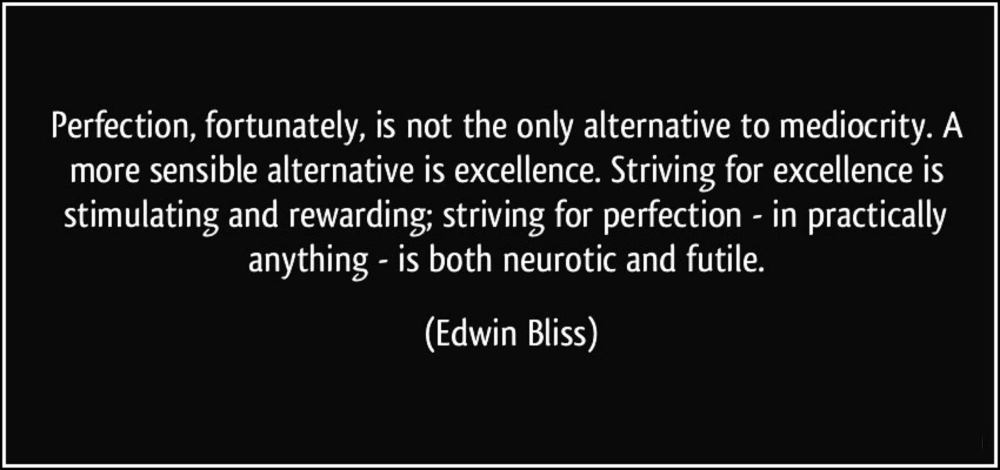 Perfection, fortunately, is not the only alternative to mediocrity. A
more sensible alternative is excellence. Striving for excellence is
stimulating and rewarding; striving for perfection - in practically
anything - is both neurotic and futile.
(Edwin Bliss)